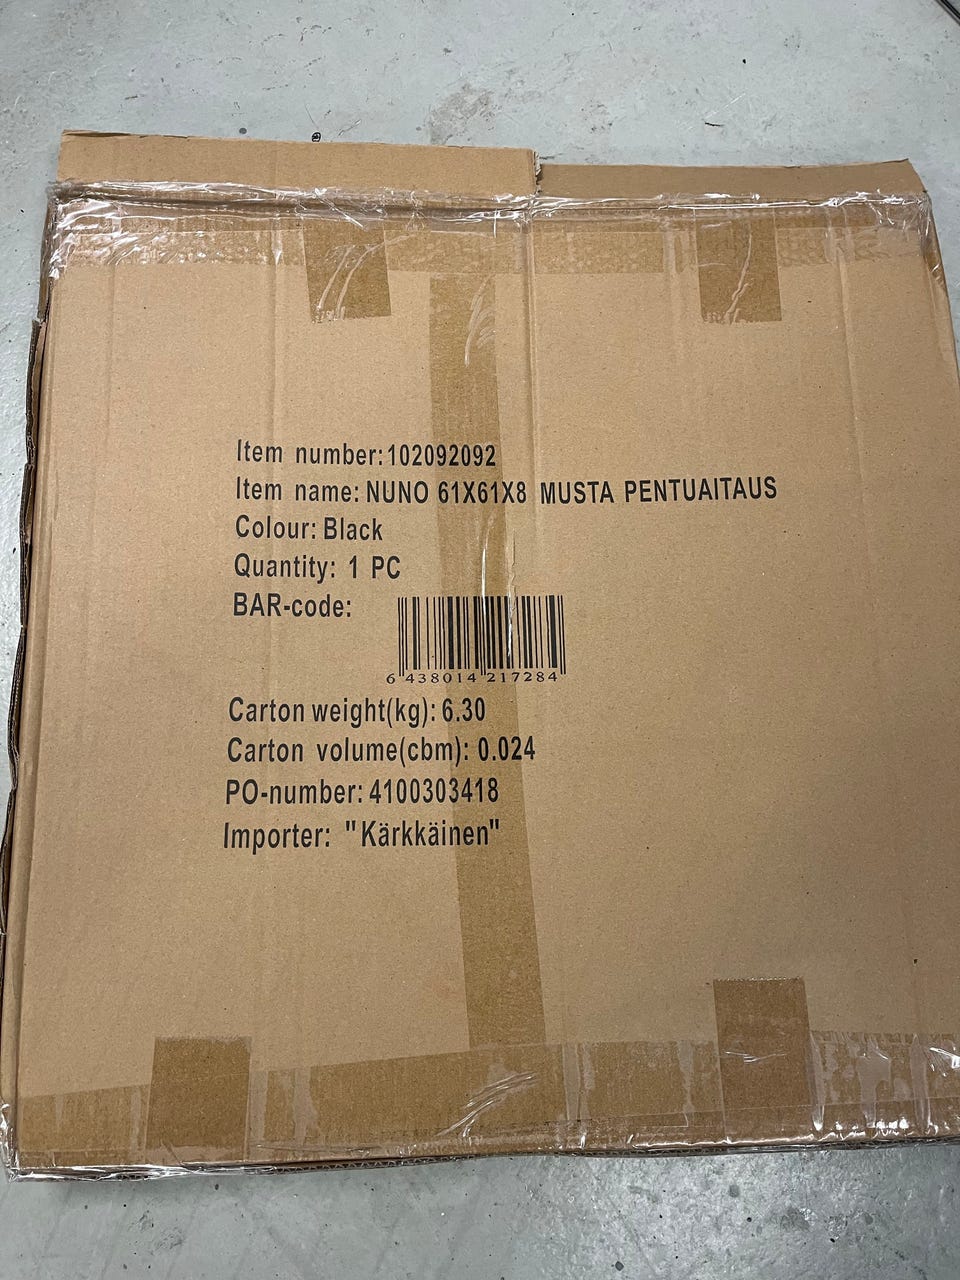 Item number:102092092
Item name: NUNO 61X61X8 MUSTA PENTUAITAUS
Colour: Black
Quantity: 1 PC
BAR-code:
6 438014 217284
Carton weight(kg): 6.30
Carton volume(cbm): 0.024
PO-number: 4100303418
Importer: "Kärkkäinen"